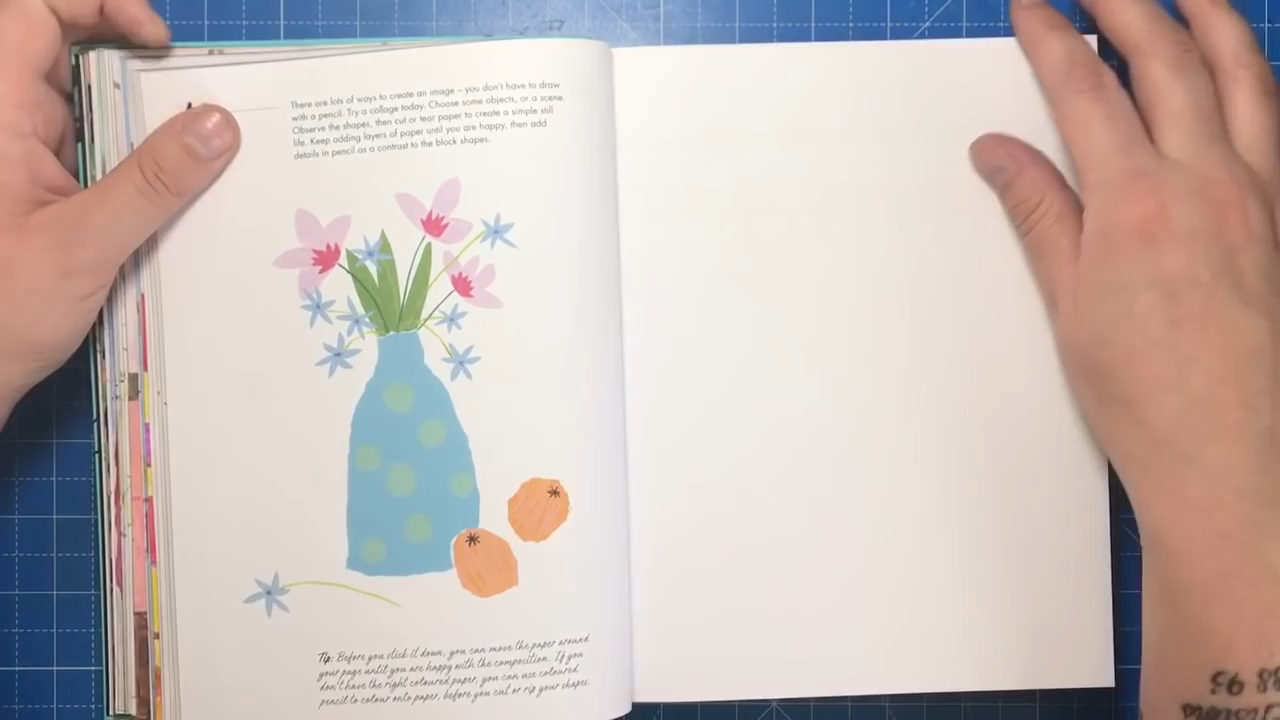 There are lots of ways to create an image – you don't have to draw
with a pencil. Try a collage today. Choose some objects, or a scene.
Observe the shapes, then cut or tear paper to create a simple still
life. Keep adding layers of paper until you are happy, then add
details in pencil as a contrast to the block shapes.
Tip: Before you stick it down, you can move the paper around
your page until you are happy with the composition. If you
don't have the right coloured paper, you can use coloured
pencil to colour onto paper, before you cut or rip your shapes.